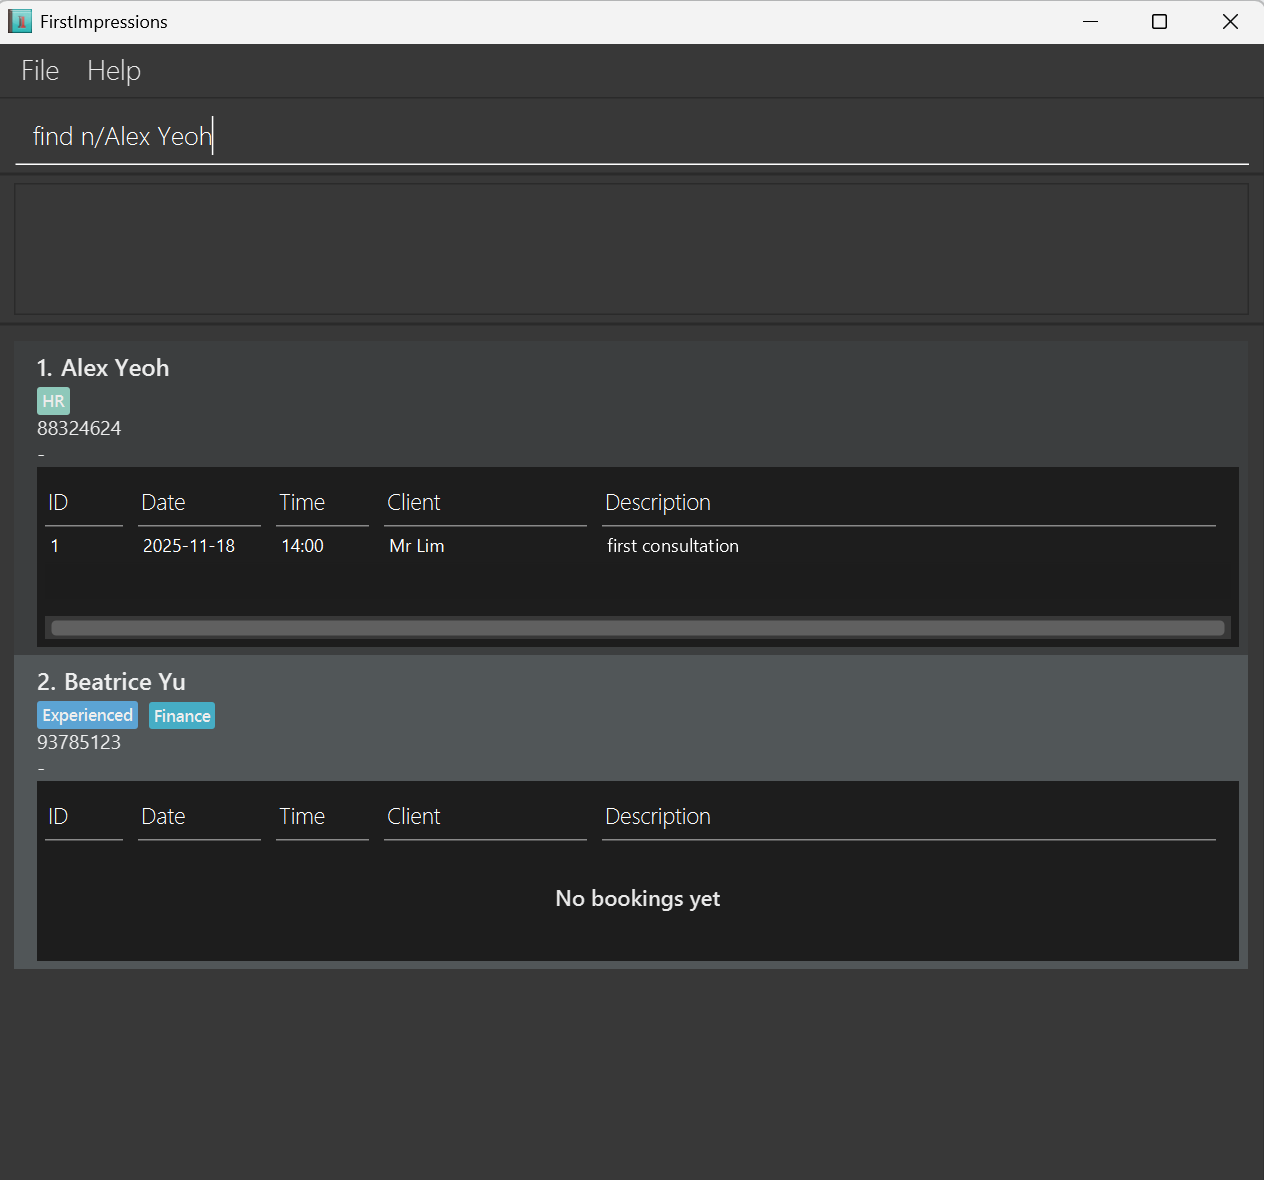 FirstImpressions
File Help
find n/Alex Yeoh
1. Alex Yeoh
HR
88324624
-
ID Date Time Client Description
1 2025-11-18 14:00 Mr Lim first consultation
2. Beatrice Yu
Experienced Finance
93785123
-
ID Date Time Client Description
No bookings yet